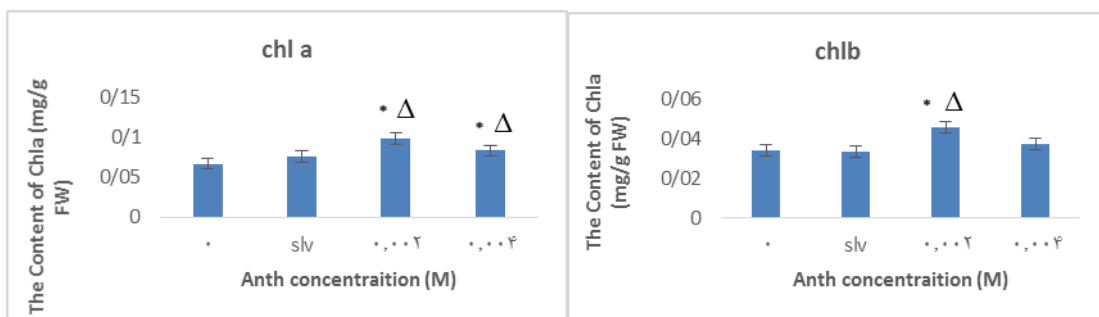 chl a
The Content of Chla (mg/g
FW)
0/15
0/1
0/05
0
* Δ
* Δ
۰
slv
۰,۰۰۲
۰,۰۰۴
Anth concentraition (M)
chlb
The Content of Chla
(mg/g FW)
0/06
0/04
0/02
0
* Δ
۰
slv
۰,۰۰۲
۰,۰۰۴
Anth concentraition (M)